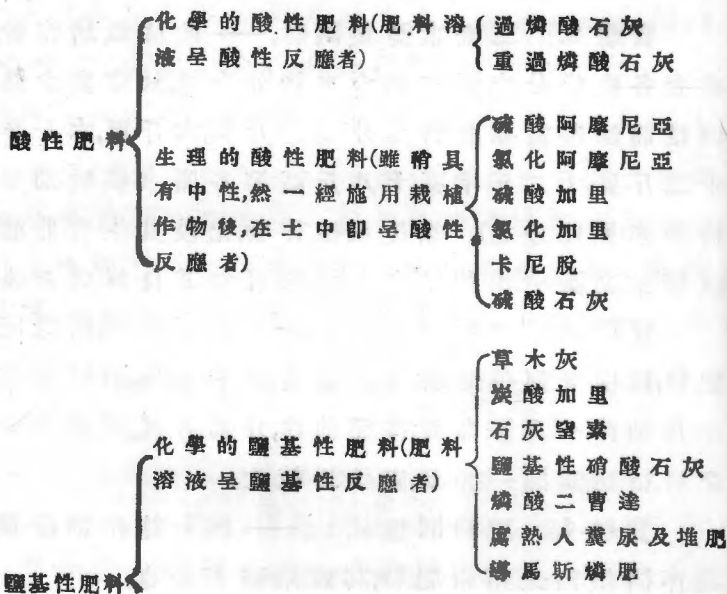 酸性肥料
化學的酸性肥料(肥料溶
液呈酸性反應者)
過燐酸石灰
重過燐酸石灰
生理的酸性肥料(雖稍具
有中性,然一經施用栽植
作物後,在土中卽呈酸性
反應者)
硫酸阿摩尼亞
氯化阿摩尼亞
硫酸加里
氯化加里
卡尼脱
硫酸石灰
鹽基性肥料
化學的鹽基性肥料(肥料
溶液呈鹽基性反應者)
草木灰
炭酸加里
石灰窒素
鹽基性硝酸石灰
燐酸二曹達
腐熟人糞尿及堆肥
馬斯燐肥